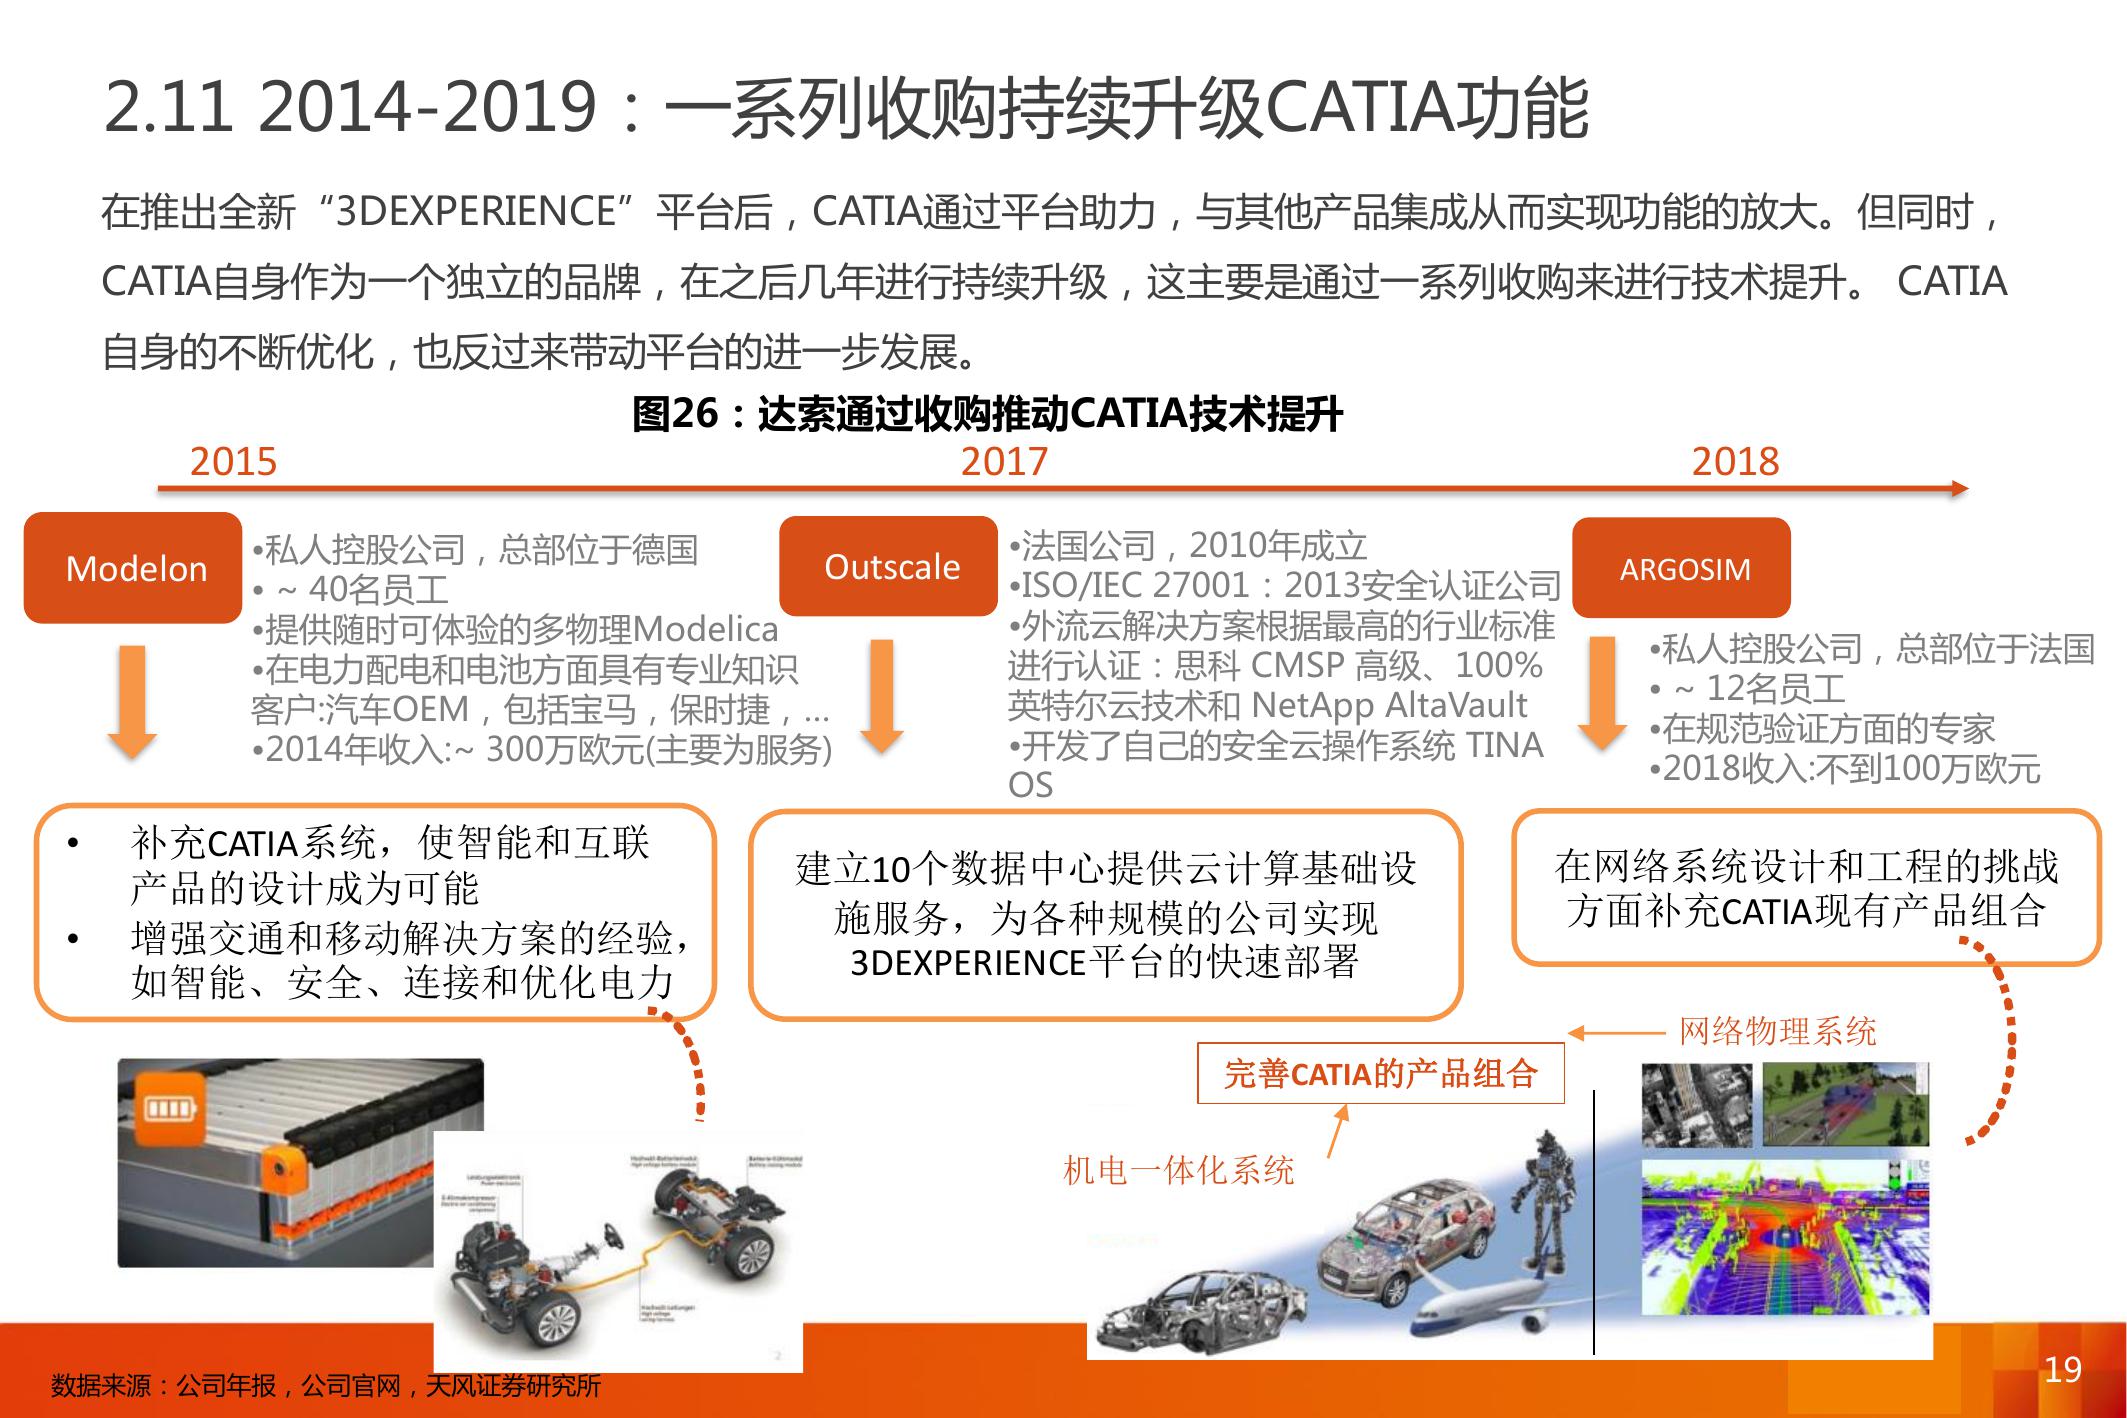 2.11 2014-2019：一系列收购持续升级CATIA功能
在推出全新“3DEXPERIENCE”平台后，CATIA通过平台助力，与其他产品集成从而实现功能的放大。但同时，
CATIA自身作为一个独立的品牌，在之后几年进行持续升级，这主要是通过一系列收购来进行技术提升。 CATIA
自身的不断优化，也反过来带动平台的进一步发展。
图26：达索通过收购推动CATIA技术提升
2015
2017
2018
Modelon
•私人控股公司，总部位于德国
• ~ 40名员工
•提供随时可体验的多物理Modelica
•在电力配电和电池方面具有专业知识
客户:汽车OEM，包括宝马，保时捷，...
•2014年收入:~ 300万欧元(主要为服务)
Outscale
•法国公司，2010年成立
•ISO/IEC 27001：2013安全认证公司
•外流云解决方案根据最高的行业标准
进行认证：思科 CMSP 高级、100%
英特尔云技术和 NetApp AltaVault
•开发了自己的安全云操作系统 TINA
OS
ARGOSIM
•私人控股公司，总部位于法国
• ~ 12名员工
•在规范验证方面的专家
•2018收入:不到100万欧元
• 补充CATIA系统，使智能和互联
产品的设计成为可能
• 增强交通和移动解决方案的经验，
如智能、安全、连接和优化电力
建立10个数据中心提供云计算基础设
施服务，为各种规模的公司实现
3DEXPERIENCE平台的快速部署
在网络系统设计和工程的挑战
方面补充CATIA现有产品组合
网络物理系统
完善CATIA的产品组合
机电一体化系统
Hochvolt-Batteriemodul
High voltage battery module
Leistungselektronik
Power electronics
Hochvolt-Leitungen
2
数据来源：公司年报，公司官网，天风证券研究所
19